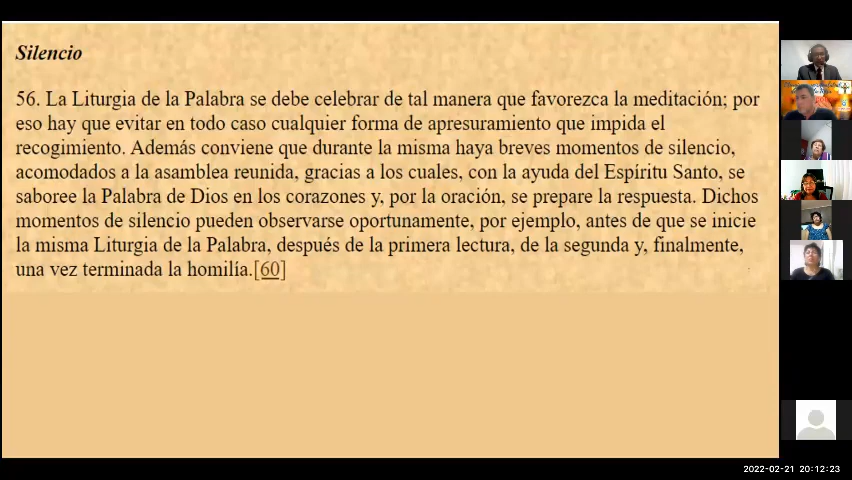 Silencio
56. La Liturgia de la Palabra se debe celebrar de tal manera que favorezca la meditación; por
eso hay que evitar en todo caso cualquier forma de apresuramiento que impida el
recogimiento. Además conviene que durante la misma haya breves momentos de silencio,
acomodados a la asamblea reunida, gracias a los cuales, con la ayuda del Espíritu Santo, se
saboree la Palabra de Dios en los corazones y, por la oración, se prepare la respuesta. Dichos
momentos de silencio pueden observarse oportunamente, por ejemplo, antes de que se inicie
la misma Liturgia de la Palabra, después de la primera lectura, de la segunda y, finalmente,
una vez terminada la homilía.[60]
2022-02-21 20:12:23